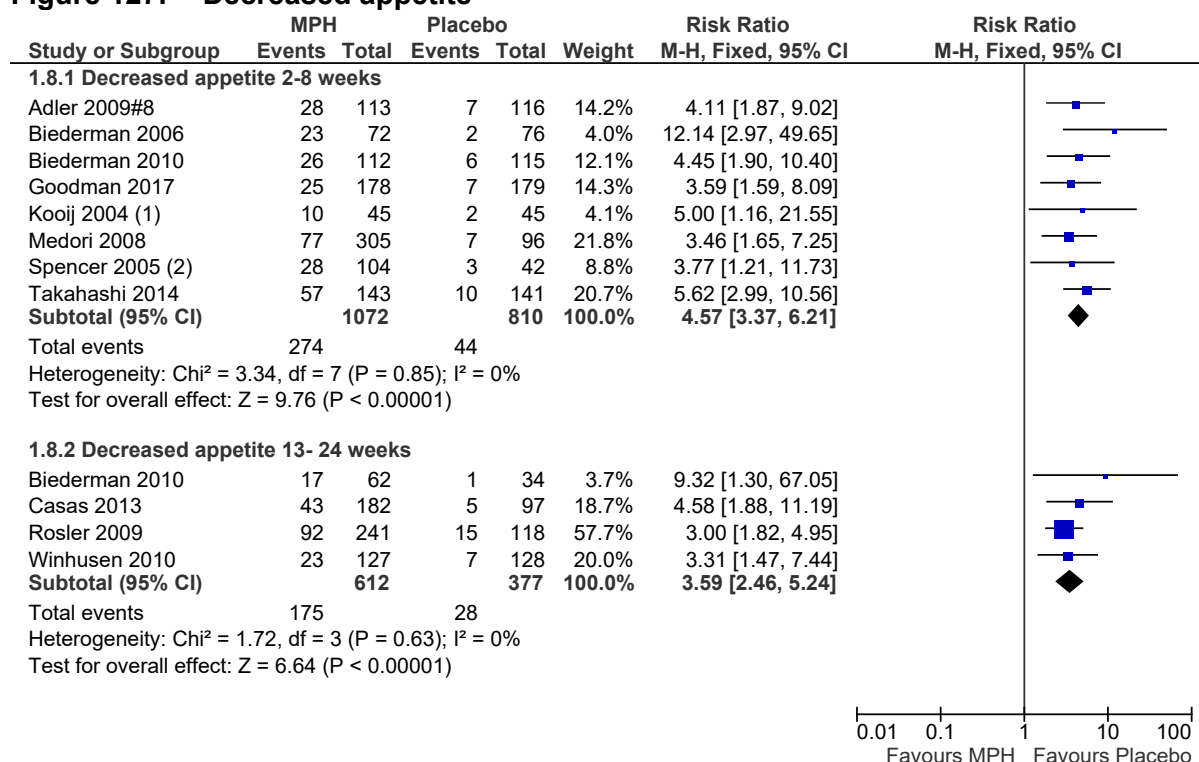 Figure 127: Decreased appetite
MPH Placebo Risk Ratio Risk Ratio
Study or Subgroup Events Total Events Total Weight M-H, Fixed, 95% CI M-H, Fixed, 95% CI
1.8.1 Decreased appetite 2-8 weeks
Adler 2009#8 28 113 7 116 14.2% 4.11 [1.87, 9.02]
Biederman 2006 23 72 2 76 4.0% 12.14 [2.97, 49.65]
Biederman 2010 26 112 6 115 12.1% 4.45 [1.90, 10.40]
Goodman 2017 25 178 7 179 14.3% 3.59 [1.59, 8.09]
Kooij 2004 (1) 10 45 2 45 4.1% 5.00 [1.16, 21.55]
Medori 2008 77 305 7 96 21.8% 3.46 [1.65, 7.25]
Spencer 2005 (2) 28 104 3 42 8.8% 3.77 [1.21, 11.73]
Takahashi 2014 57 143 10 141 20.7% 5.62 [2.99, 10.56]
Subtotal (95% CI) 1072 810 100.0% 4.57 [3.37, 6.21]
Total events 274 44
Heterogeneity: Chi² = 3.34, df = 7 (P = 0.85); I² = 0%
Test for overall effect: Z = 9.76 (P < 0.00001)
1.8.2 Decreased appetite 13- 24 weeks
Biederman 2010 17 62 1 34 3.7% 9.32 [1.30, 67.05]
Casas 2013 43 182 5 97 18.7% 4.58 [1.88, 11.19]
Rosler 2009 92 241 15 118 57.7% 3.00 [1.82, 4.95]
Winhusen 2010 23 127 7 128 20.0% 3.31 [1.47, 7.44]
Subtotal (95% CI) 612 377 100.0% 3.59 [2.46, 5.24]
Total events 175 28
Heterogeneity: Chi² = 1.72, df = 3 (P = 0.63); I² = 0%
Test for overall effect: Z = 6.64 (P < 0.00001)
0.01 0.1 1 10 100
Favours MPH Favours Placebo